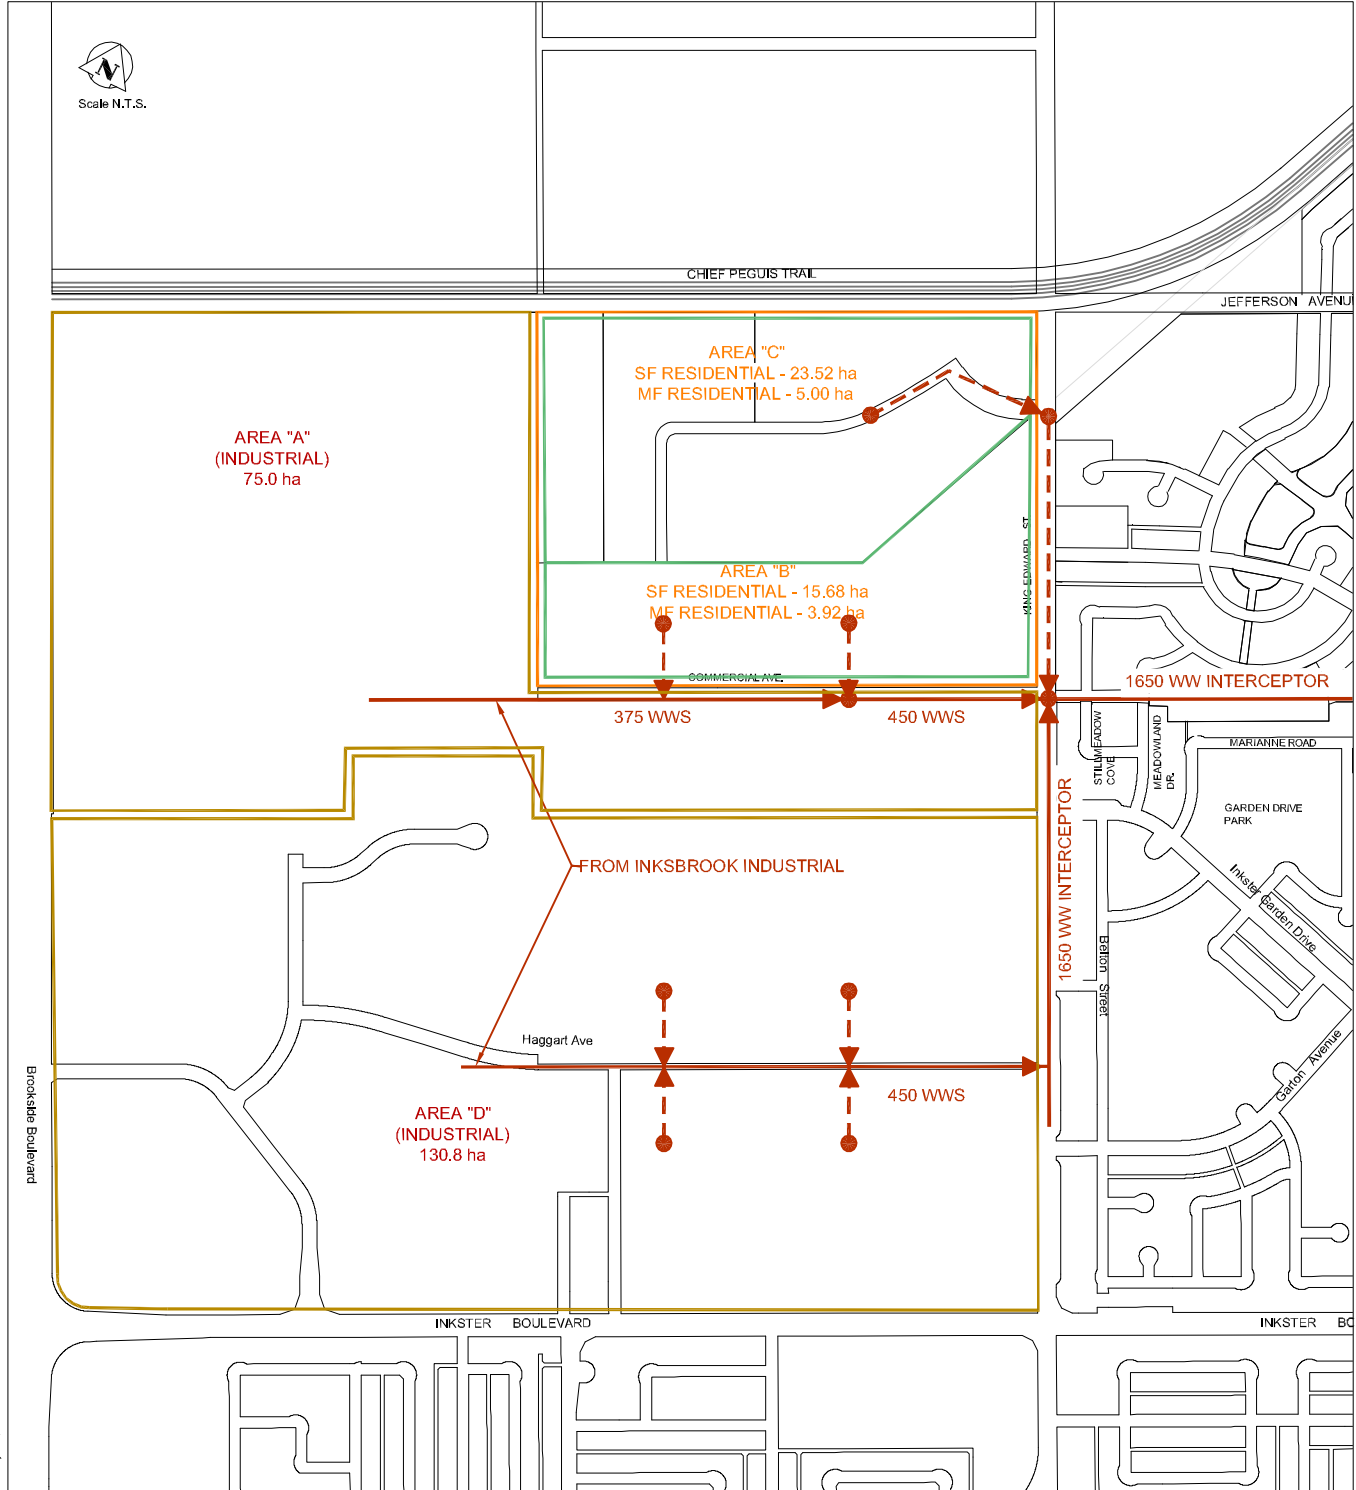 N
Scale N.T.S.
CHIEF PEGUIS TRAIL
JEFFERSON AVENU
AREA "C"
SF RESIDENTIAL - 23.52 ha
MF RESIDENTIAL - 5.00 ha
AREA "A"
(INDUSTRIAL)
75.0 ha
KING EDWARD ST
AREA "B"
SF RESIDENTIAL - 15.68 ha
MF RESIDENTIAL - 3.92 ha
COMMERCIAL AVE.
1650 WW INTERCEPTOR
375 WWS
450 WWS
STILLMEADOW
COVE
MEADOWLAND
DR.
MARIANNE ROAD
GARDEN DRIVE
PARK
1650 WW INTERCEPTOR
FROM INKSBROOK INDUSTRIAL
Inkster Garden Drive
Belton Street
Haggart Ave
Garton Avenue
450 WWS
Brookside Boulevard
AREA "D"
(INDUSTRIAL)
130.8 ha
INKSTER BOULEVARD
INKSTER BO